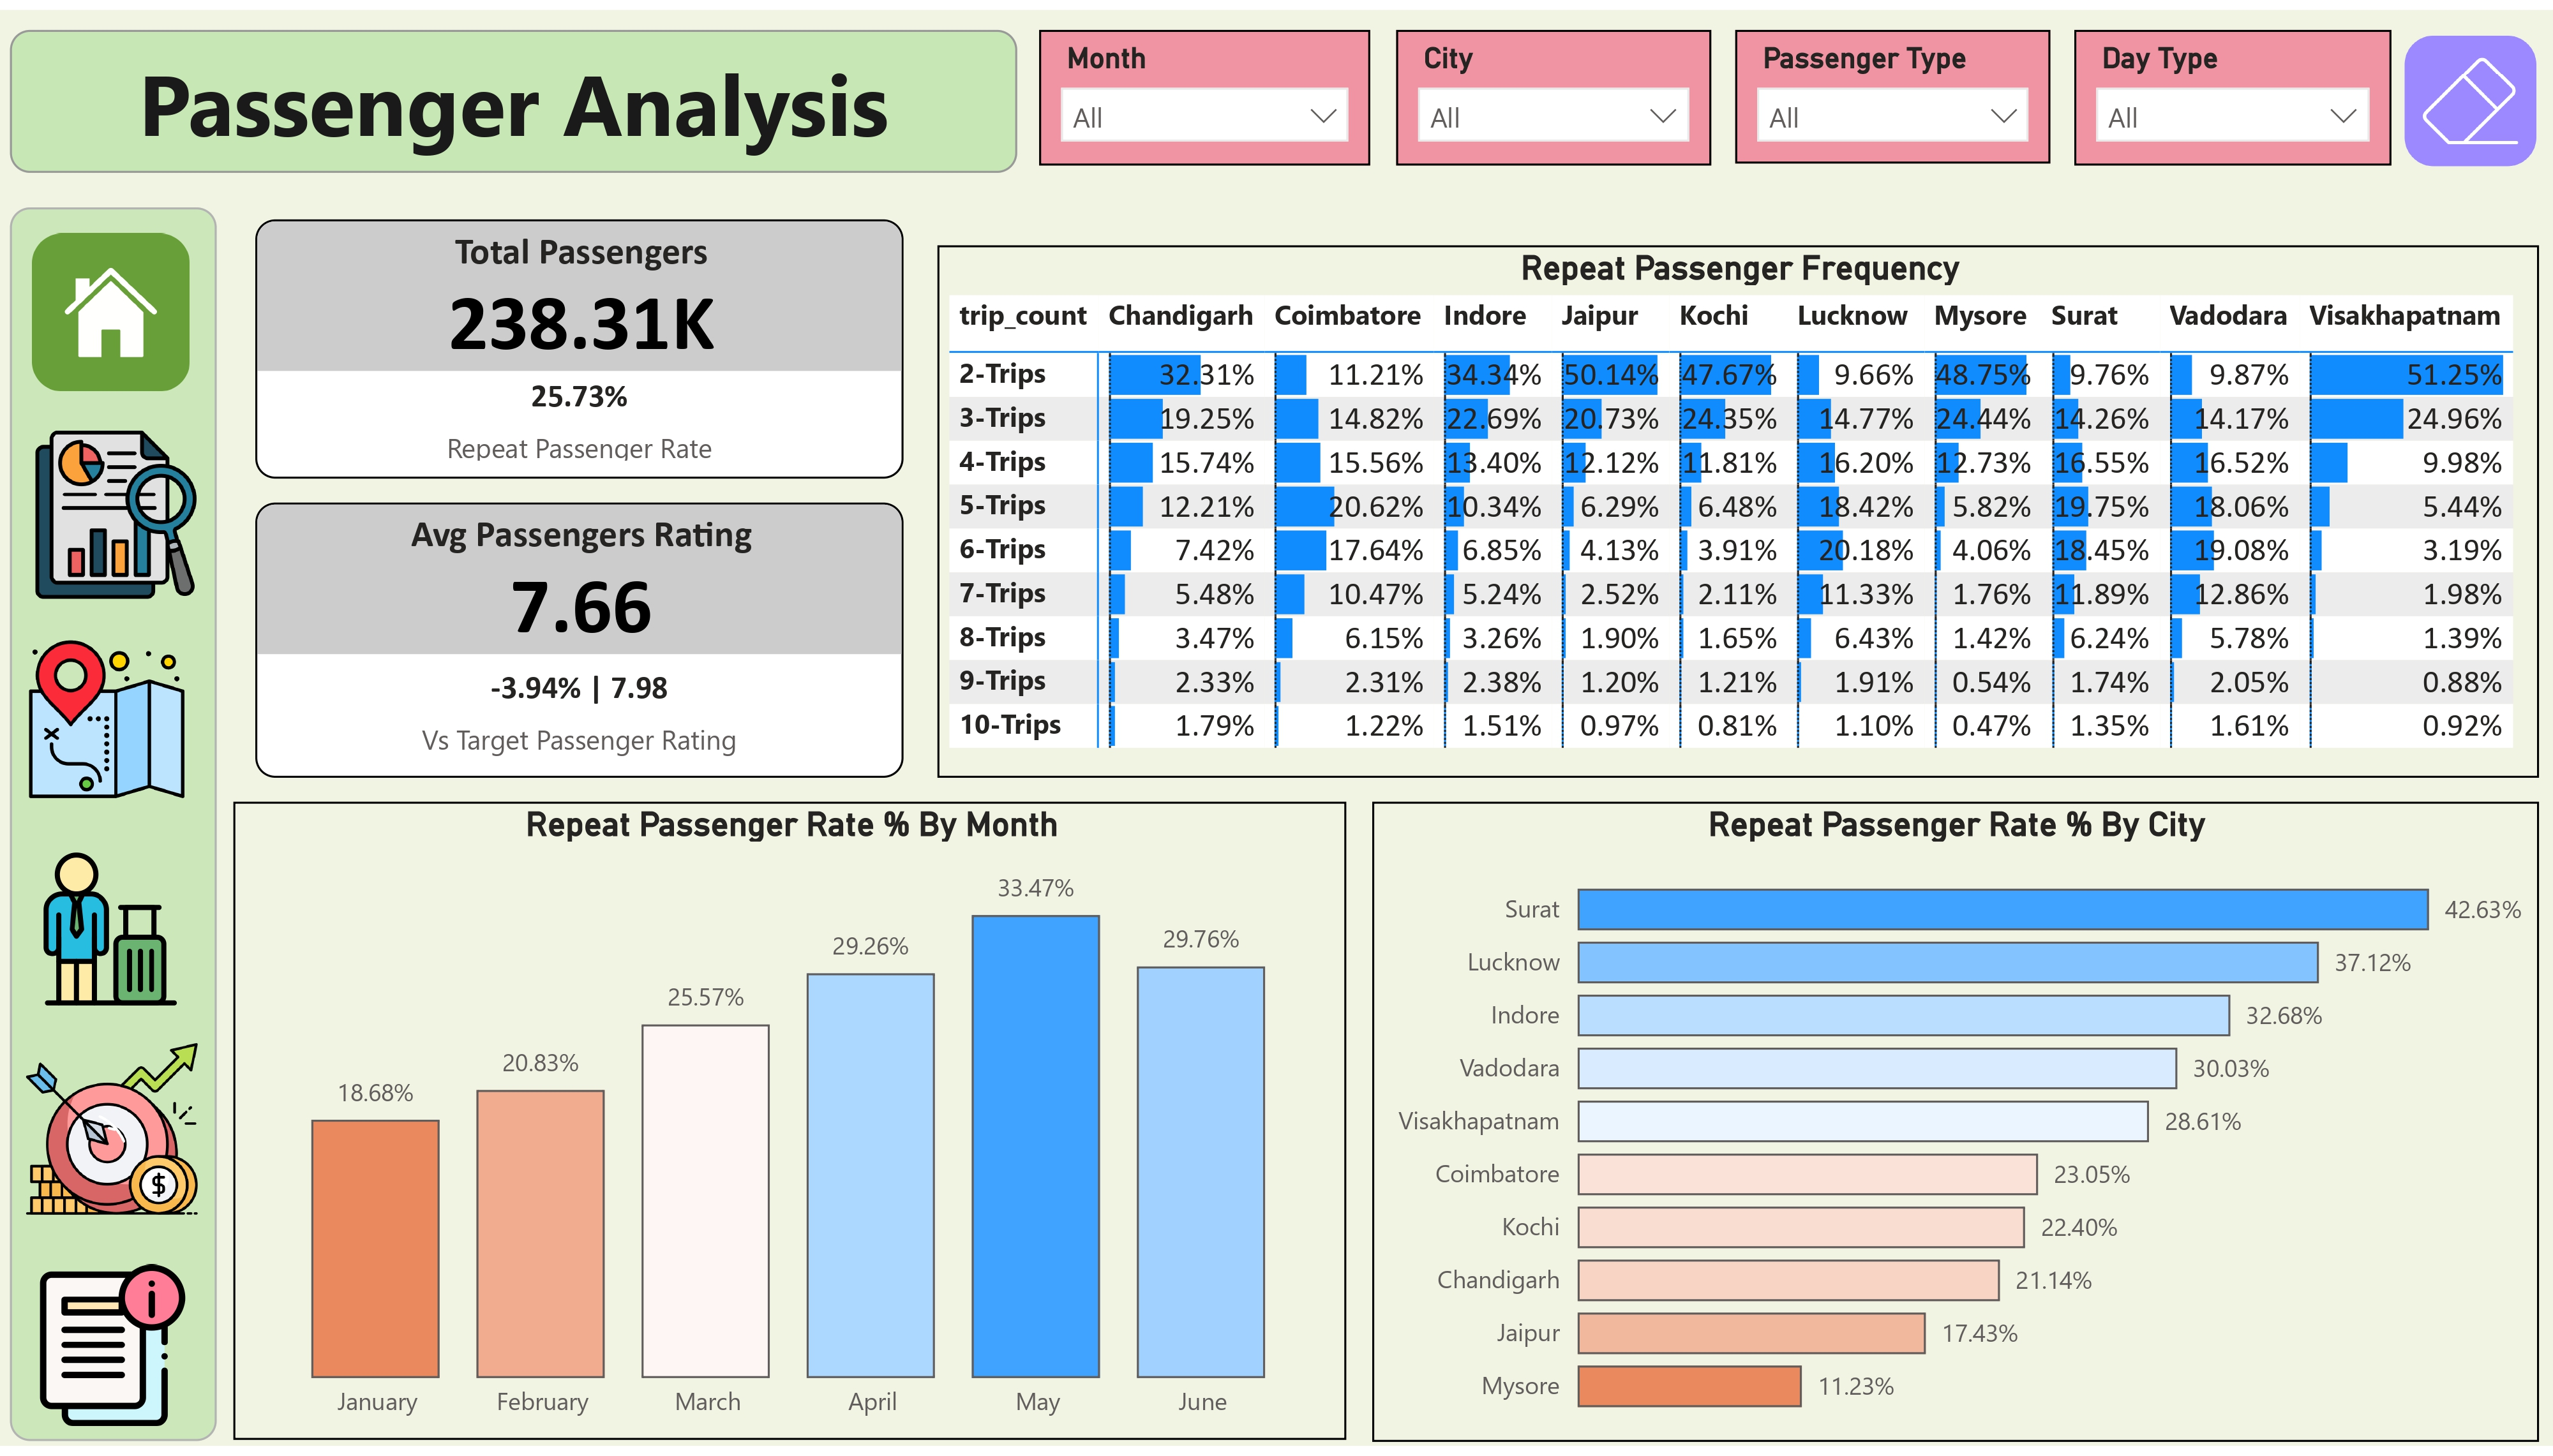 Passenger Analysis
Month
All
City
All
Passenger Type
All
Day Type
All
Total Passengers
238.31K
25.73%
Repeat Passenger Rate
Avg Passengers Rating
7.66
-3.94% | 7.98
Vs Target Passenger Rating
Repeat Passenger Frequency
trip_count Chandigarh Coimbatore Indore Jaipur Kochi Lucknow Mysore Surat Vadodara Visakhapatnam
2-Trips 32.31% 11.21% 34.34% 50.14% 47.67% 9.66% 48.75% 9.76% 9.87% 51.25%
3-Trips 19.25% 14.82% 22.69% 20.73% 24.35% 14.77% 24.44% 14.26% 14.17% 24.96%
4-Trips 15.74% 15.56% 13.40% 12.12% 11.81% 16.20% 12.73% 16.55% 16.52% 9.98%
5-Trips 12.21% 20.62% 10.34% 6.29% 6.48% 18.42% 5.82% 19.75% 18.06% 5.44%
6-Trips 7.42% 17.64% 6.85% 4.13% 3.91% 20.18% 4.06% 18.45% 19.08% 3.19%
7-Trips 5.48% 10.47% 5.24% 2.52% 2.11% 11.33% 1.76% 11.89% 12.86% 1.98%
8-Trips 3.47% 6.15% 3.26% 1.90% 1.65% 6.43% 1.42% 6.24% 5.78% 1.39%
9-Trips 2.33% 2.31% 2.38% 1.20% 1.21% 1.91% 0.54% 1.74% 2.05% 0.88%
10-Trips 1.79% 1.22% 1.51% 0.97% 0.81% 1.10% 0.47% 1.35% 1.61% 0.92%
Repeat Passenger Rate % By Month
18.68%
20.83%
25.57%
29.26%
33.47%
29.76%
January February March April May June
Repeat Passenger Rate % By City
Surat 42.63%
Lucknow 37.12%
Indore 32.68%
Vadodara 30.03%
Visakhapatnam 28.61%
Coimbatore 23.05%
Kochi 22.40%
Chandigarh 21.14%
Jaipur 17.43%
Mysore 11.23%
$
i